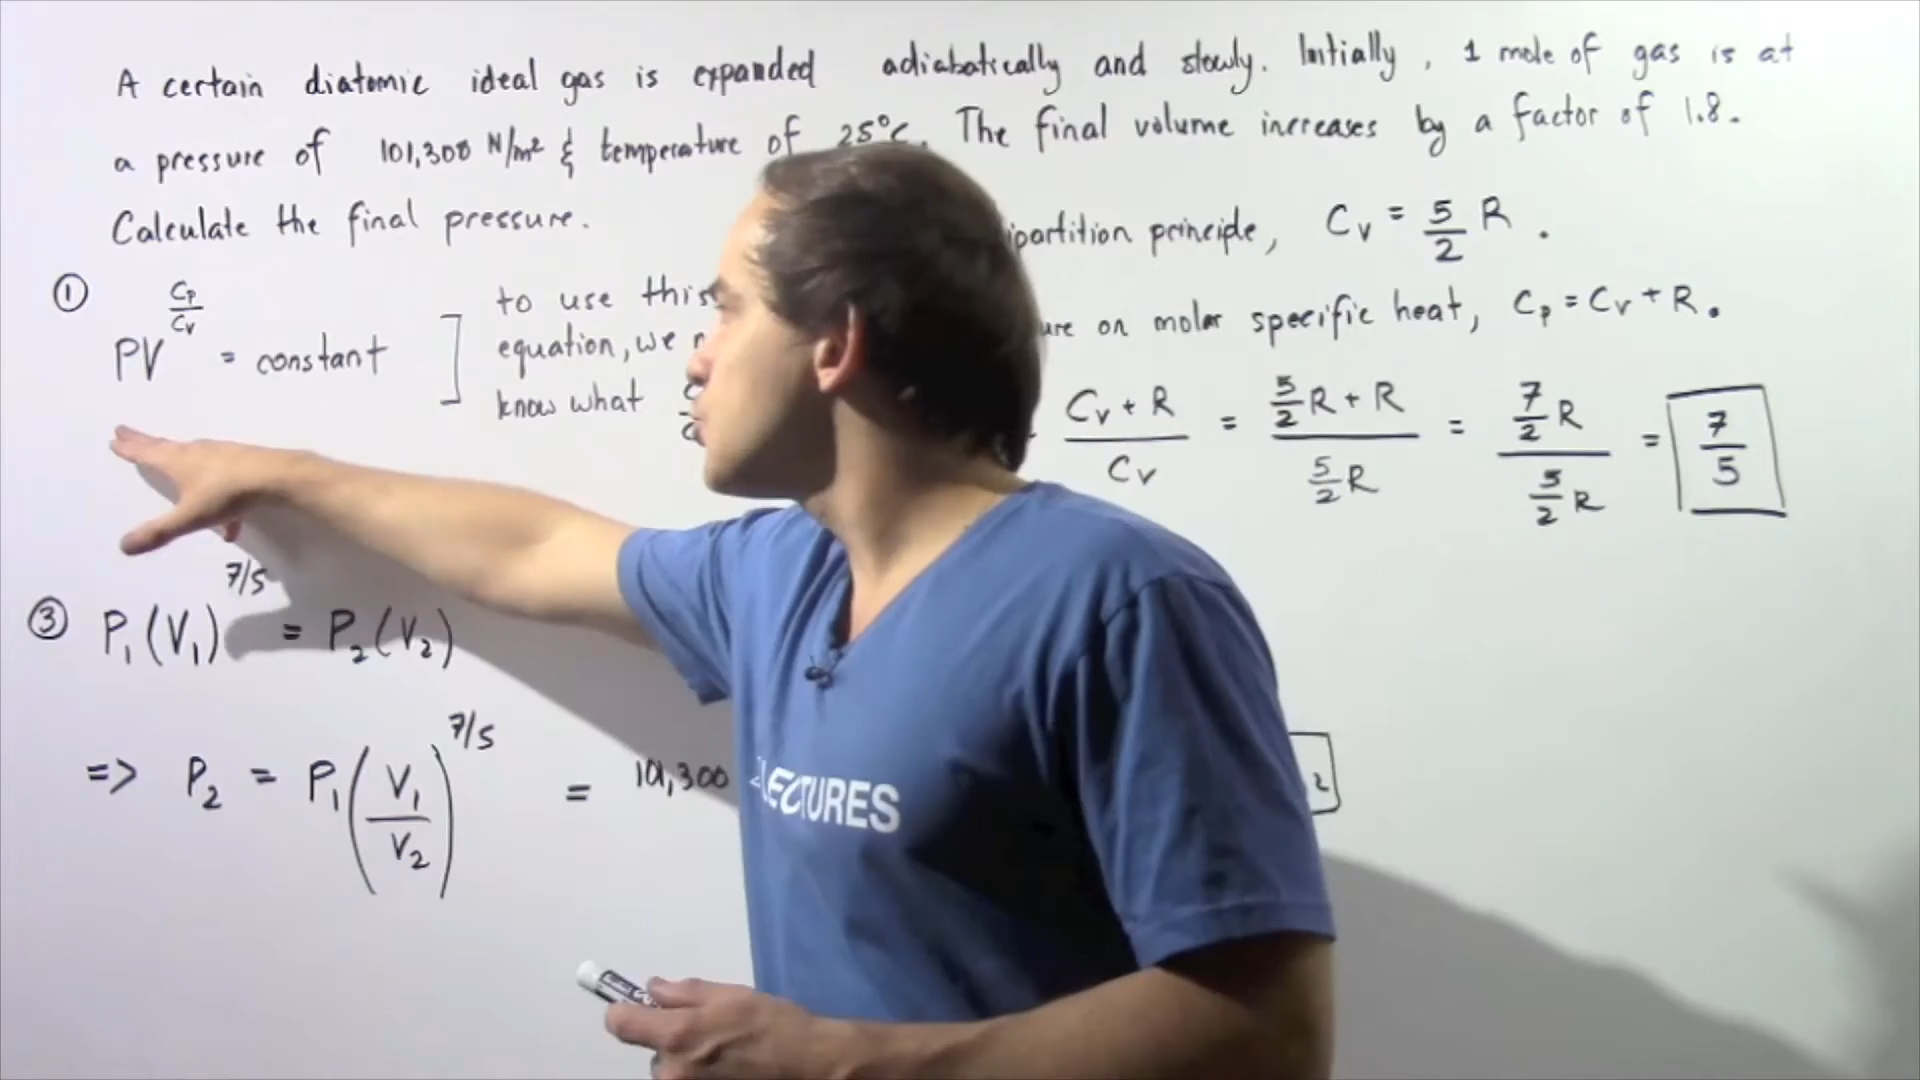 A certain diatomic ideal gas is expanded adiabatically and slowly. Initially, 1 mole of gas is at
a pressure of 101,300 N/m² & temperature of 25°C. The final volume increases by a factor of 1.8.
Calculate the final pressure.
ipartition principle, Cv = 5/2 R.
① PV^(Cp/Cv) = constant
to use this
equation, we
know what
ure on molar specific heat, Cp = Cv + R.
(Cv + R)/Cv = (5/2 R + R)/(5/2 R) = (7/2 R)/(5/2 R) = 7/5
③ P₁(V₁)^7/5 = P₂(V₂)
=> P₂ = P₁(V₁/V₂)^7/5 = 101,300
2
LECTURES